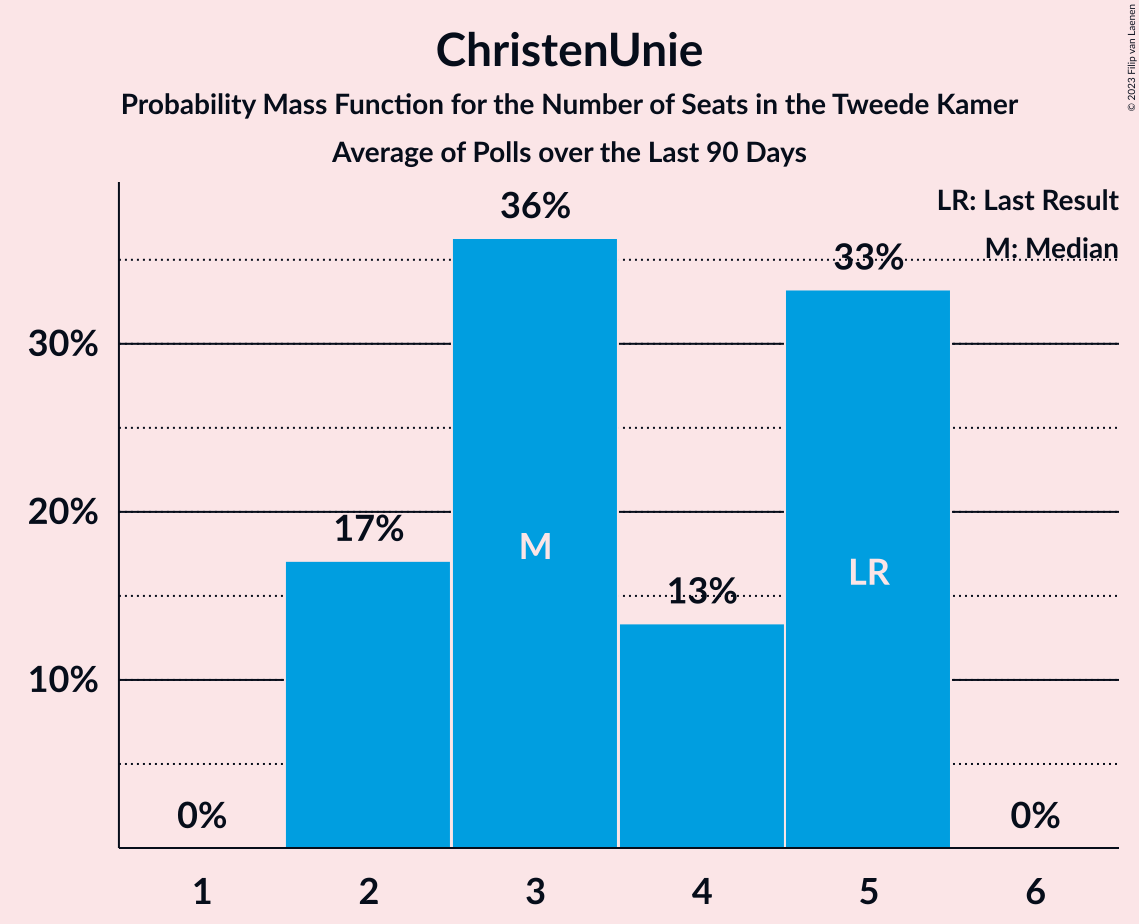 ChristenUnie
Probability Mass Function for the Number of Seats in the Tweede Kamer
Average of Polls over the Last 90 Days
© 2023 Filip van Laenen
LR: Last Result
M: Median
36%
33%
30%
20%
17%
M
LR
13%
10%
0%
0%
1 2 3 4 5 6